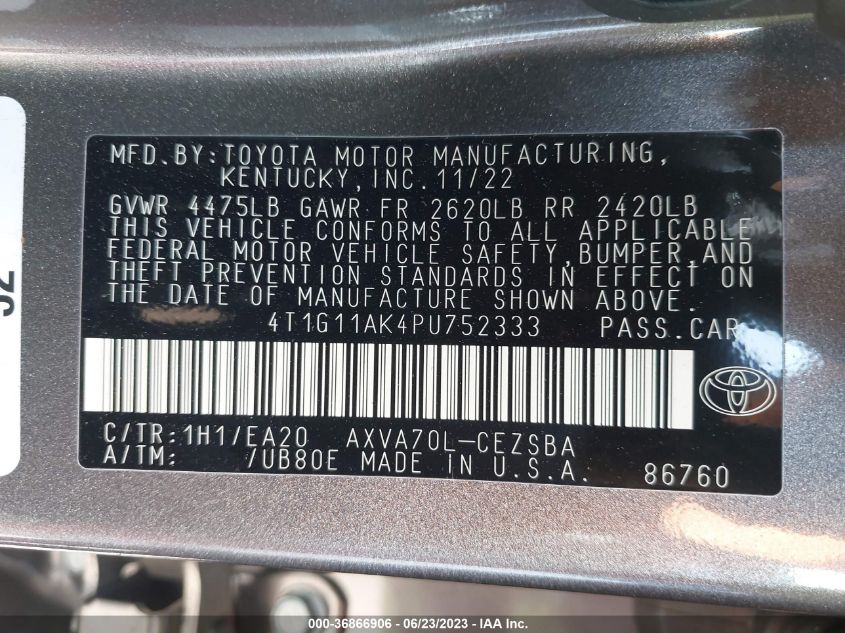 MFD.BY:TOYOTA MOTOR MANUFACTURING,
KENTUCKY,INC.11/22
GVWR 4475LB GAWR FR 2620LB RR 2420LB
THIS VEHICLE CONFORMS TO ALL APPLICABLE
FEDERAL MOTOR VEHICLE SAFETY,BUMPER,AND
THEFT PREVENTION STANDARDS IN EFFECT ON
THE DATE OF MANUFACTURE SHOWN ABOVE.
4T1G11AK4PU752333 PASS.CAR
C/TR:1H1/EA20 AXVA70L-CEZSBA
A/TM: /UB80E MADE IN U.S.A. 86760
000-36866906 - 06/23/2023 - IAA Inc.